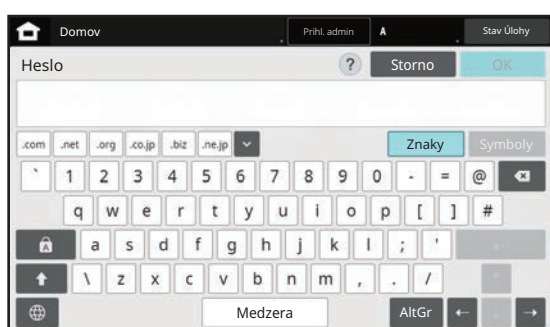 Domov Prihl. admin A Stav Úlohy
Heslo ? Storno OK
.com .net .org .co.jp .biz .ne.jp Znaky Symboly
` 1 2 3 4 5 6 7 8 9 0 - = @
q w e r t y u i o p [ ] #
A a s d f g h j k l ; '
\ z x c v b n m , . /
Medzera AltGr